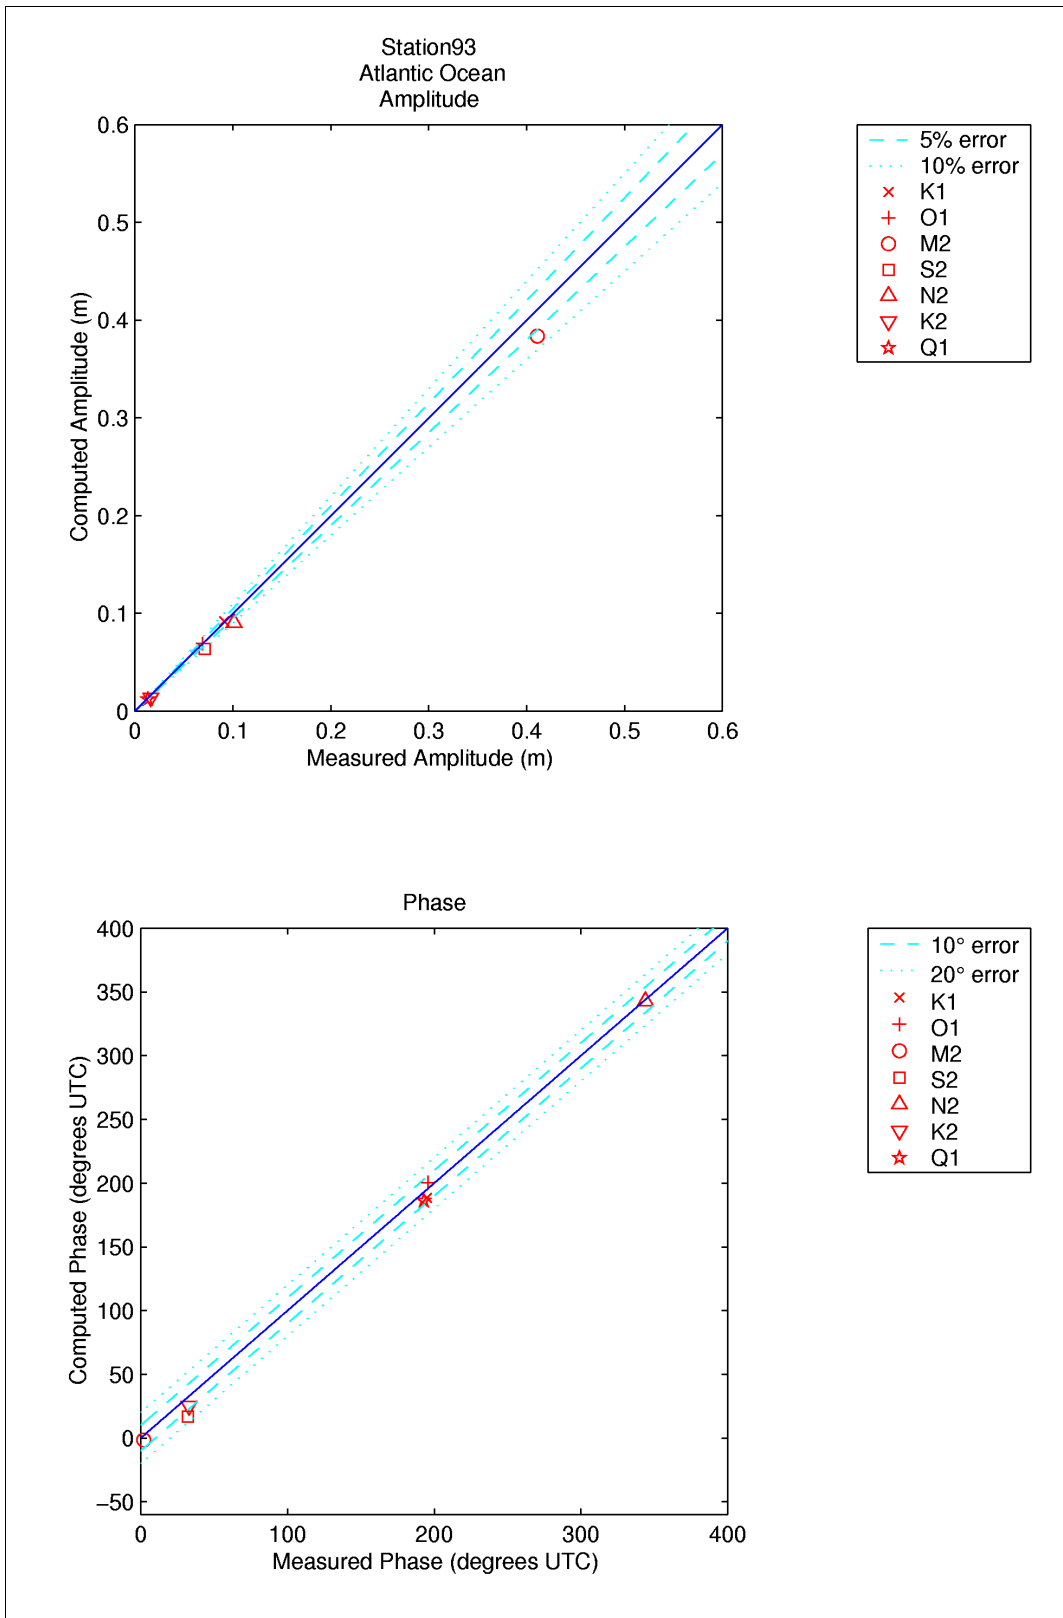 Station93
Atlantic Ocean
Amplitude
0.6
0.5
0.4
0.3
0.2
0.1
0
0
0.1
0.2
0.3
0.4
0.5
0.6
Computed Amplitude (m)
Measured Amplitude (m)
5% error
10% error
K1
O1
M2
S2
N2
K2
Q1
Phase
400
350
300
250
200
150
100
50
0
−50
0
100
200
300
400
Computed Phase (degrees UTC)
Measured Phase (degrees UTC)
10° error
20° error
K1
O1
M2
S2
N2
K2
Q1